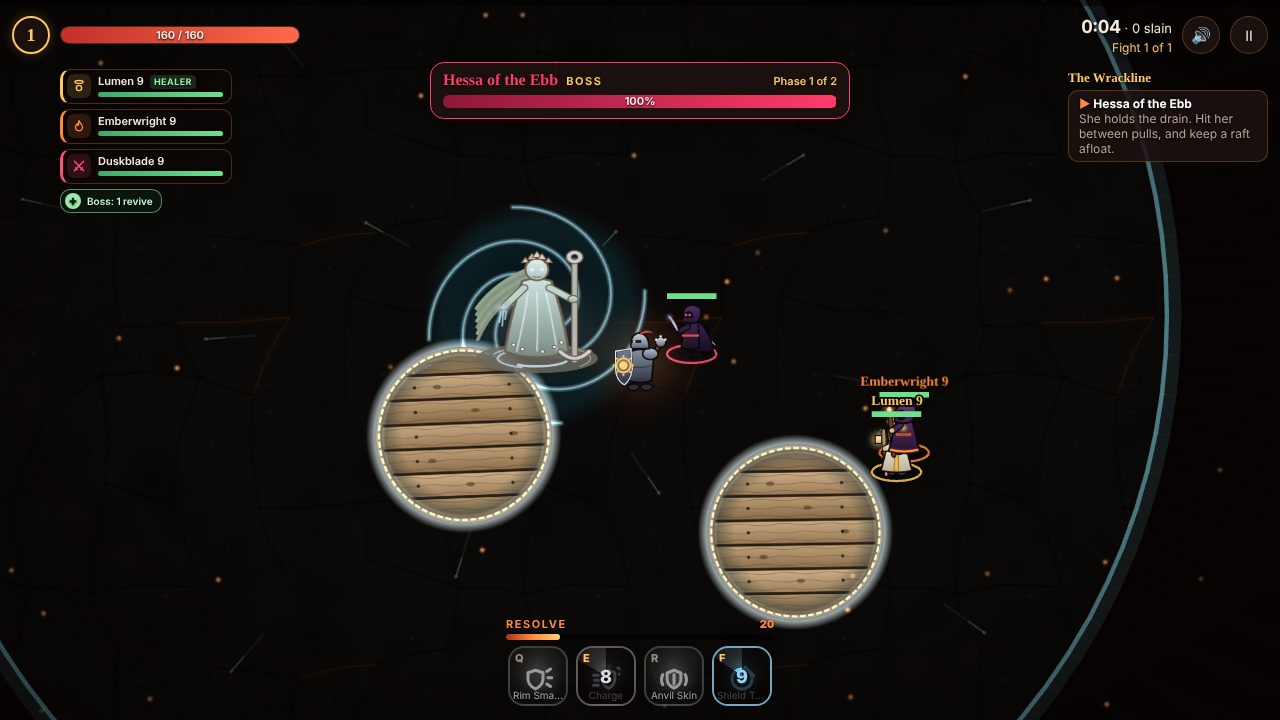 1
160 / 160
Lumen 9 HEALER
Emberwright 9
Duskblade 9
Boss: 1 revive
Hessa of the Ebb BOSS
Phase 1 of 2
100%
0:04 · 0 slain
Fight 1 of 1
The Wrackline
Hessa of the Ebb
She holds the drain. Hit her
between pulls, and keep a raft
afloat.
Emberwright 9
Lumen 9
RESOLVE 20
Q
Rim Sma...
E
8
Charge
R
Anvil Skin
F
9
Shield T...